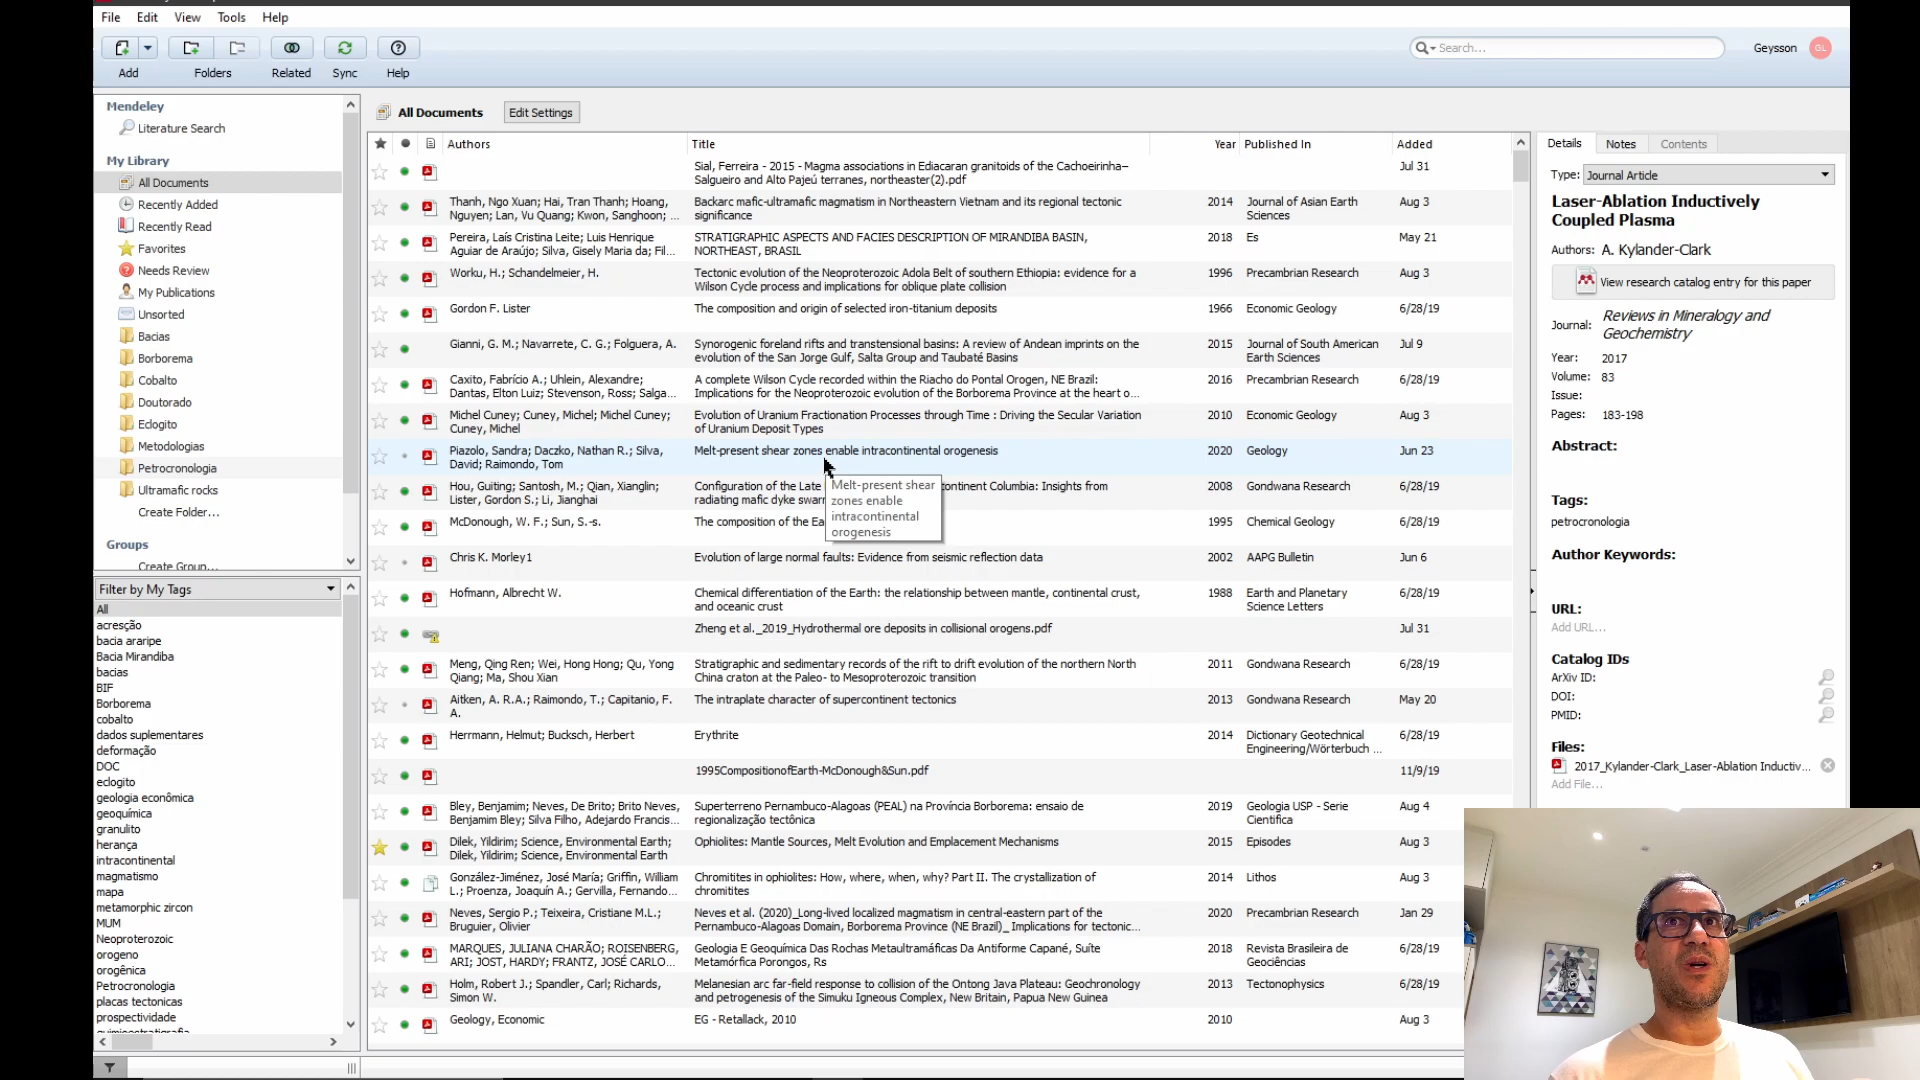 File Edit View Tools Help
Search...
Geysson GL
Add Folders Related Sync Help
Mendeley
Literature Search
My Library
All Documents
Recently Added
Recently Read
Favorites
Needs Review
My Publications
Unsorted
Bacias
Borborema
Cobalto
Doutorado
Eclogito
Metodologias
Petrocronologia
Ultramafic rocks
Create Folder...
Groups
Create Group...
Filter by My Tags
All
acresção
bacia araripe
Bacia Mirandiba
bacias
BIF
Borborema
cobalto
dados suplementares
deformação
DOC
eclogito
geologia econômica
geoquímica
granulito
herança
intracontinental
magmatismo
mapa
metamorphic zircon
MUM
Neoproterozoic
orogeno
orogênica
Petrocronologia
placas tectonicas
prospectividade
quimioestratigrafia
All Documents Edit Settings
Authors Title Year Published In Added
Sial, Ferreira - 2015 - Magma associations in Ediacaran granitoids of the Cachoeirinha–
Salgueiro and Alto Pajeú terranes, northeaster(2).pdf
Jul 31
Thanh, Ngo Xuan; Hai, Tran Thanh; Hoang,
Nguyen; Lan, Vu Quang; Kwon, Sanghoon; ...
Backarc mafic-ultramafic magmatism in Northeastern Vietnam and its regional tectonic
significance
2014
Journal of Asian Earth
Sciences
Aug 3
Pereira, Laís Cristina Leite; Luis Henrique
Aguiar de Araújo; Silva, Gisely Maria da; Fil...
STRATIGRAPHIC ASPECTS AND FACIES DESCRIPTION OF MIRANDIBA BASIN,
NORTHEAST, BRASIL
2018
Es
May 21
Worku, H.; Schandelmeier, H.
Tectonic evolution of the Neoproterozoic Adola Belt of southern Ethiopia: evidence for a
Wilson Cycle process and implications for oblique plate collision
1996
Precambrian Research
Aug 3
Gordon F. Lister
The composition and origin of selected iron-titanium deposits
1966
Economic Geology
6/28/19
Gianni, G. M.; Navarrete, C. G.; Folguera, A.
Synorogenic foreland rifts and transtensional basins: A review of Andean imprints on the
evolution of the San Jorge Gulf, Salta Group and Taubaté Basins
2015
Journal of South American
Earth Sciences
Jul 9
Caxito, Fabrício A.; Uhlein, Alexandre;
Dantas, Elton Luiz; Stevenson, Ross; Salga...
A complete Wilson Cycle recorded within the Riacho do Pontal Orogen, NE Brazil:
Implications for the Neoproterozoic evolution of the Borborema Province at the heart o...
2016
Precambrian Research
6/28/19
Michel Cuney; Cuney, Michel; Michel Cuney;
Cuney, Michel
Evolution of Uranium Fractionation Processes through Time : Driving the Secular Variation
of Uranium Deposit Types
2010
Economic Geology
Aug 3
Piazolo, Sandra; Daczko, Nathan R.; Silva,
David; Raimondo, Tom
Melt-present shear zones enable intracontinental orogenesis
2020
Geology
Jun 23
Hou, Guiting; Santosh, M.; Qian, Xianglin;
Lister, Gordon S.; Li, Jianghai
Configuration of the Late
radiating mafic dyke swar
ontinent Columbia: Insights from
2008
Gondwana Research
6/28/19
Melt-present shear
zones enable
intracontinental
orogenesis
McDonough, W. F.; Sun, S.-s.
The composition of the Ea
1995
Chemical Geology
6/28/19
Chris K. Morley1
Evolution of large normal faults: Evidence from seismic reflection data
2002
AAPG Bulletin
Jun 6
Hofmann, Albrecht W.
Chemical differentiation of the Earth: the relationship between mantle, continental crust,
and oceanic crust
1988
Earth and Planetary
Science Letters
6/28/19
Zheng et al._2019_Hydrothermal ore deposits in collisional orogens.pdf
Jul 31
Meng, Qing Ren; Wei, Hong Hong; Qu, Yong
Qiang; Ma, Shou Xian
Stratigraphic and sedimentary records of the rift to drift evolution of the northern North
China craton at the Paleo- to Mesoproterozoic transition
2011
Gondwana Research
6/28/19
Aitken, A. R.A.; Raimondo, T.; Capitanio, F.
A.
The intraplate character of supercontinent tectonics
2013
Gondwana Research
May 20
Herrmann, Helmut; Bucksch, Herbert
Erythrite
2014
Dictionary Geotechnical
Engineering/Wörterbuch ...
6/28/19
1995CompositionofEarth-McDonough&Sun.pdf
11/9/19
Bley, Benjamim; Neves, De Brito; Brito Neves,
Benjamim Bley; Silva Filho, Adejardo Francis...
Superterreno Pernambuco-Alagoas (PEAL) na Província Borborema: ensaio de
regionalização tectônica
2019
Geologia USP - Serie
Cientifica
Aug 4
Dilek, Yildirim; Science, Environmental Earth;
Dilek, Yildirim; Science, Environmental Earth
Ophiolites: Mantle Sources, Melt Evolution and Emplacement Mechanisms
2015
Episodes
Aug 3
González-Jiménez, José María; Griffin, William
L.; Proenza, Joaquín A.; Gervilla, Fernando...
Chromitites in ophiolites: How, where, when, why? Part II. The crystallization of
chromitites
2014
Lithos
Aug 3
Neves, Sergio P.; Teixeira, Cristiane M.L.;
Bruguier, Olivier
Neves et al. (2020)_Long-lived localized magmatism in central-eastern part of the
Pernambuco-Alagoas Domain, Borborema Province (NE Brazil)_ Implications for tectonic...
2020
Precambrian Research
Jan 29
MARQUES, JULIANA CHARÃO; ROISENBERG,
ARI; JOST, HARDY; FRANTZ, JOSÉ CARLO...
Geologia E Geoquímica Das Rochas Metaultramáficas Da Antiforme Capané, Suíte
Metamórfica Porongos, Rs
2018
Revista Brasileira de
Geociências
6/28/19
Holm, Robert J.; Spandler, Carl; Richards,
Simon W.
Melanesian arc far-field response to collision of the Ontong Java Plateau: Geochronology
and petrogenesis of the Simuku Igneous Complex, New Britain, Papua New Guinea
2013
Tectonophysics
6/28/19
Geology, Economic
EG - Retallack, 2010
2010
Aug 3
Details Notes Contents
Type: Journal Article
Laser-Ablation Inductively
Coupled Plasma
Authors: A. Kylander-Clark
View research catalog entry for this paper
Journal: Reviews in Mineralogy and
Geochemistry
Year: 2017
Volume: 83
Issue:
Pages: 183-198
Abstract:
Tags:
petrocronologia
Author Keywords:
URL:
Add URL...
Catalog IDs
ArXiv ID:
DOI:
PMID:
Files:
2017_Kylander-Clark_Laser-Ablation Inductiv...
Add File...